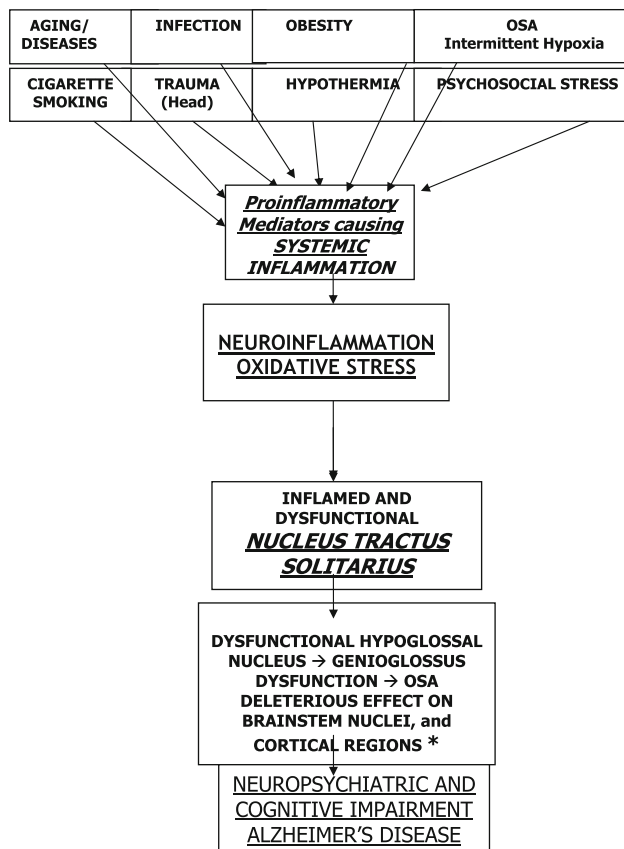 AGING/
DISEASES
INFECTION
OBESITY
OSA
Intermittent Hypoxia
CIGARETTE
SMOKING
TRAUMA
(Head)
HYPOTHERMIA
PSYCHOSOCIAL STRESS
Proinflammatory
Mediators causing
SYSTEMIC
INFLAMMATION
NEUROINFLAMMATION
OXIDATIVE STRESS
INFLAMED AND
DYSFUNCTIONAL
NUCLEUS TRACTUS
SOLITARIUS
DYSFUNCTIONAL HYPOGLOSSAL
NUCLEUS → GENIOGLOSSUS
DYSFUNCTION → OSA
DELETERIOUS EFFECT ON
BRAINSTEM NUCLEI, and
CORTICAL REGIONS *
NEUROPSYCHIATRIC AND
COGNITIVE IMPAIRMENT
ALZHEIMER'S DISEASE